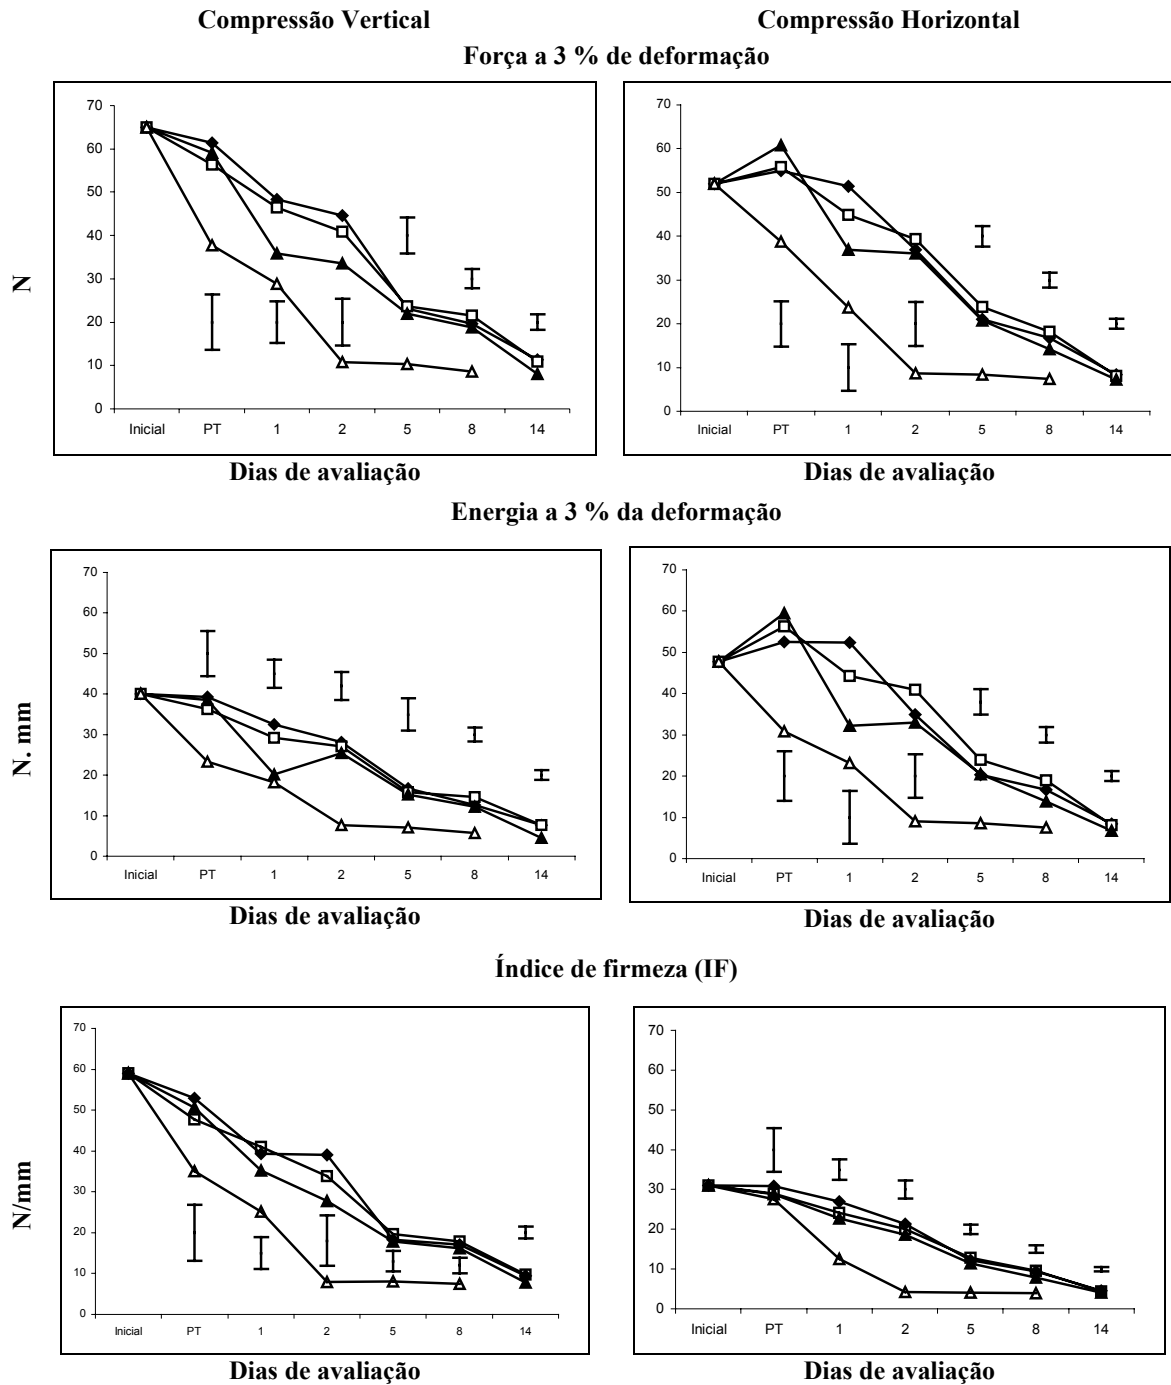 Compressão Vertical Compressão Horizontal
Força a 3 % de deformação
N
70
60
50
40
30
20
10
0
Inicial PT 1 2 5 8 14
Dias de avaliação
70
60
50
40
30
20
10
0
Inicial PT 1 2 5 8 14
Dias de avaliação
Energia a 3 % da deformação
N. mm
70
60
50
40
30
20
10
0
Inicial PT 1 2 5 8 14
Dias de avaliação
70
60
50
40
30
20
10
0
Inicial PT 1 2 5 8 14
Dias de avaliação
Índice de firmeza (IF)
N/mm
70
60
50
40
30
20
10
0
Inicial PT 1 2 5 8 14
Dias de avaliação
70
60
50
40
30
20
10
0
Inicial PT 1 2 5 8 14
Dias de avaliação